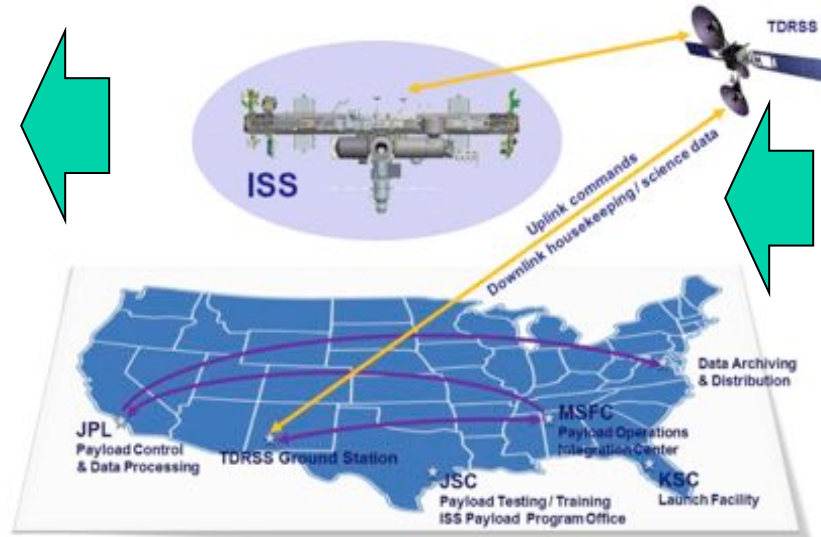 TDRSS
ISS
Uplink commands
Downlink housekeeping / science data
Data Archiving
& Distribution
JPL
Payload Control
& Data Processing
TDRSS Ground Station
MSFC
Payload Operations
Integration Center
JSC
Payload Testing / Training
ISS Payload Program Office
KSC
Launch Facility